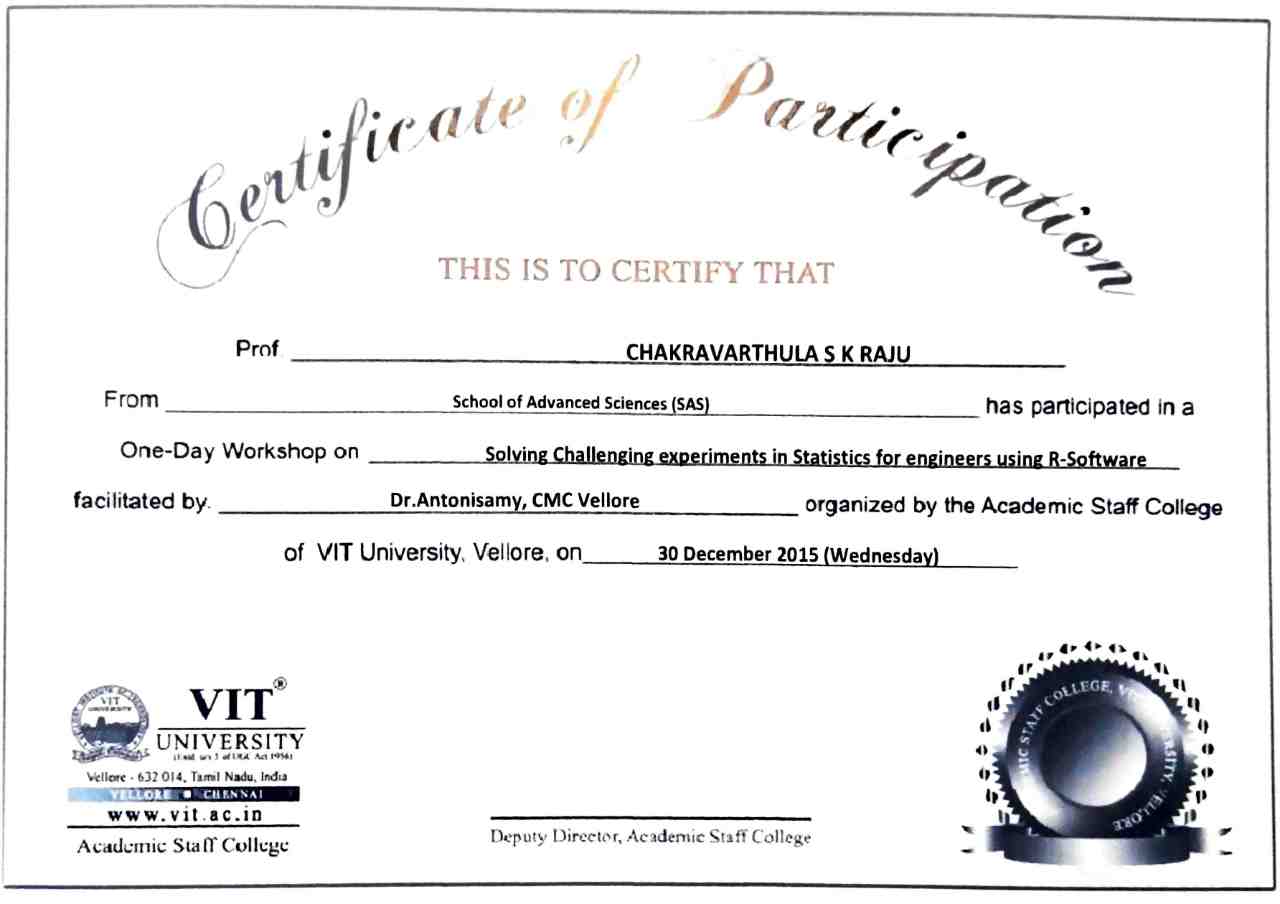 Certificate of Participation
THIS IS TO CERTIFY THAT
Prof. CHAKRAVARTHULA S K RAJU
From School of Advanced Sciences (SAS) has participated in a
One-Day Workshop on Solving Challenging experiments in Statistics for engineers using R-Software
facilitated by. Dr.Antonisamy, CMC Vellore organized by the Academic Staff College
of VIT University, Vellore, on 30 December 2015 (Wednesday)
VIT
UNIVERSITY
VIT®
UNIVERSITY
(Estd. u/s 3 of UGC Act 1956)
Vellore - 632 014, Tamil Nadu, India
VELLORE ■ CHENNAI
www.vit.ac.in
Academic Staff College
Deputy Director, Academic Staff College
STAFF COLLEGE, VELLORE